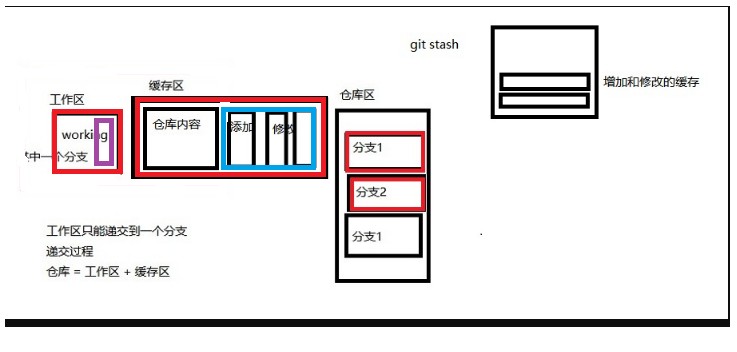 git stash
增加和修改的缓存
缓存区
工作区
仓库区
仓库内容
添加
修改
working
中一个分支
分支1
分支2
分支1
工作区只能递交到一个分支
递交过程
仓库 = 工作区 + 缓存区